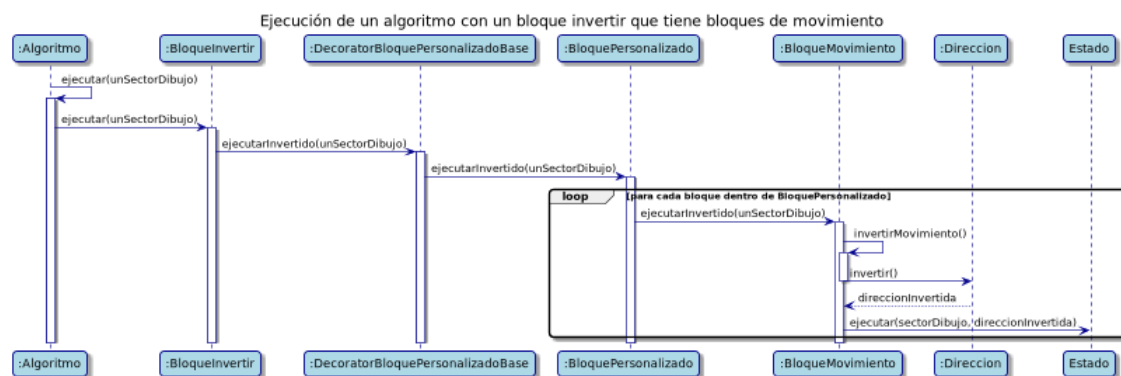 Ejecución de un algoritmo con un bloque invertir que tiene bloques de movimiento
:Algoritmo :BloqueInvertir :DecoratorBloquePersonalizadoBase :BloquePersonalizado :BloqueMovimiento :Direccion Estado
ejecutar(unSectorDibujo)
ejecutar(unSectorDibujo)
ejecutarInvertido(unSectorDibujo)
ejecutarInvertido(unSectorDibujo)
loop [para cada bloque dentro de BloquePersonalizado]
ejecutarInvertido(unSectorDibujo)
invertirMovimiento()
invertir()
direccionInvertida
ejecutar(sectorDibujo, direccionInvertida)
:Algoritmo :BloqueInvertir :DecoratorBloquePersonalizadoBase :BloquePersonalizado :BloqueMovimiento :Direccion Estado